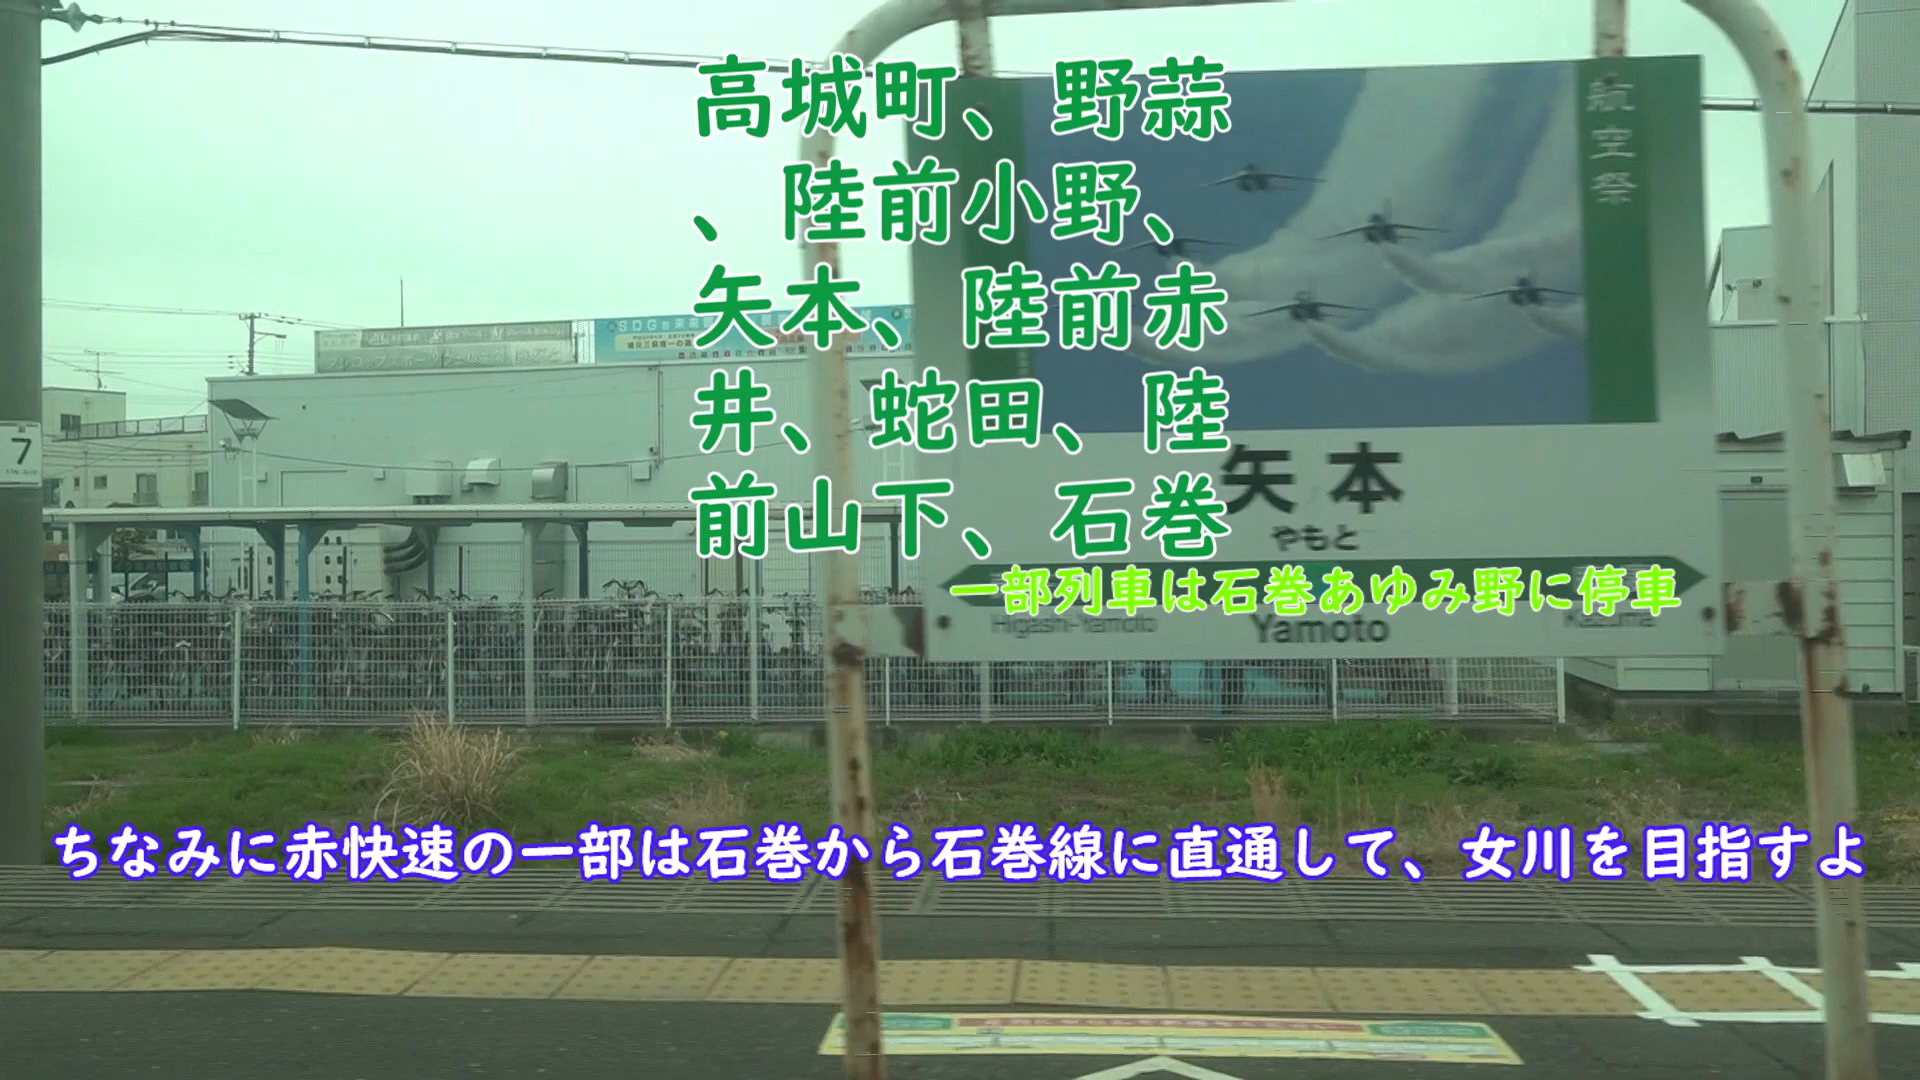 高城町、野蒜
、陸前小野、
矢本、陸前赤
井、蛇田、陸
前山下、石巻
一部列車は石巻あゆみ野に停車
ちなみに赤快速の一部は石巻から石巻線に直通して、女川を目指すよ
航空祭
矢本
やもと
Higashi-Yamoto
Yamoto
Kazuma
7
SDGs